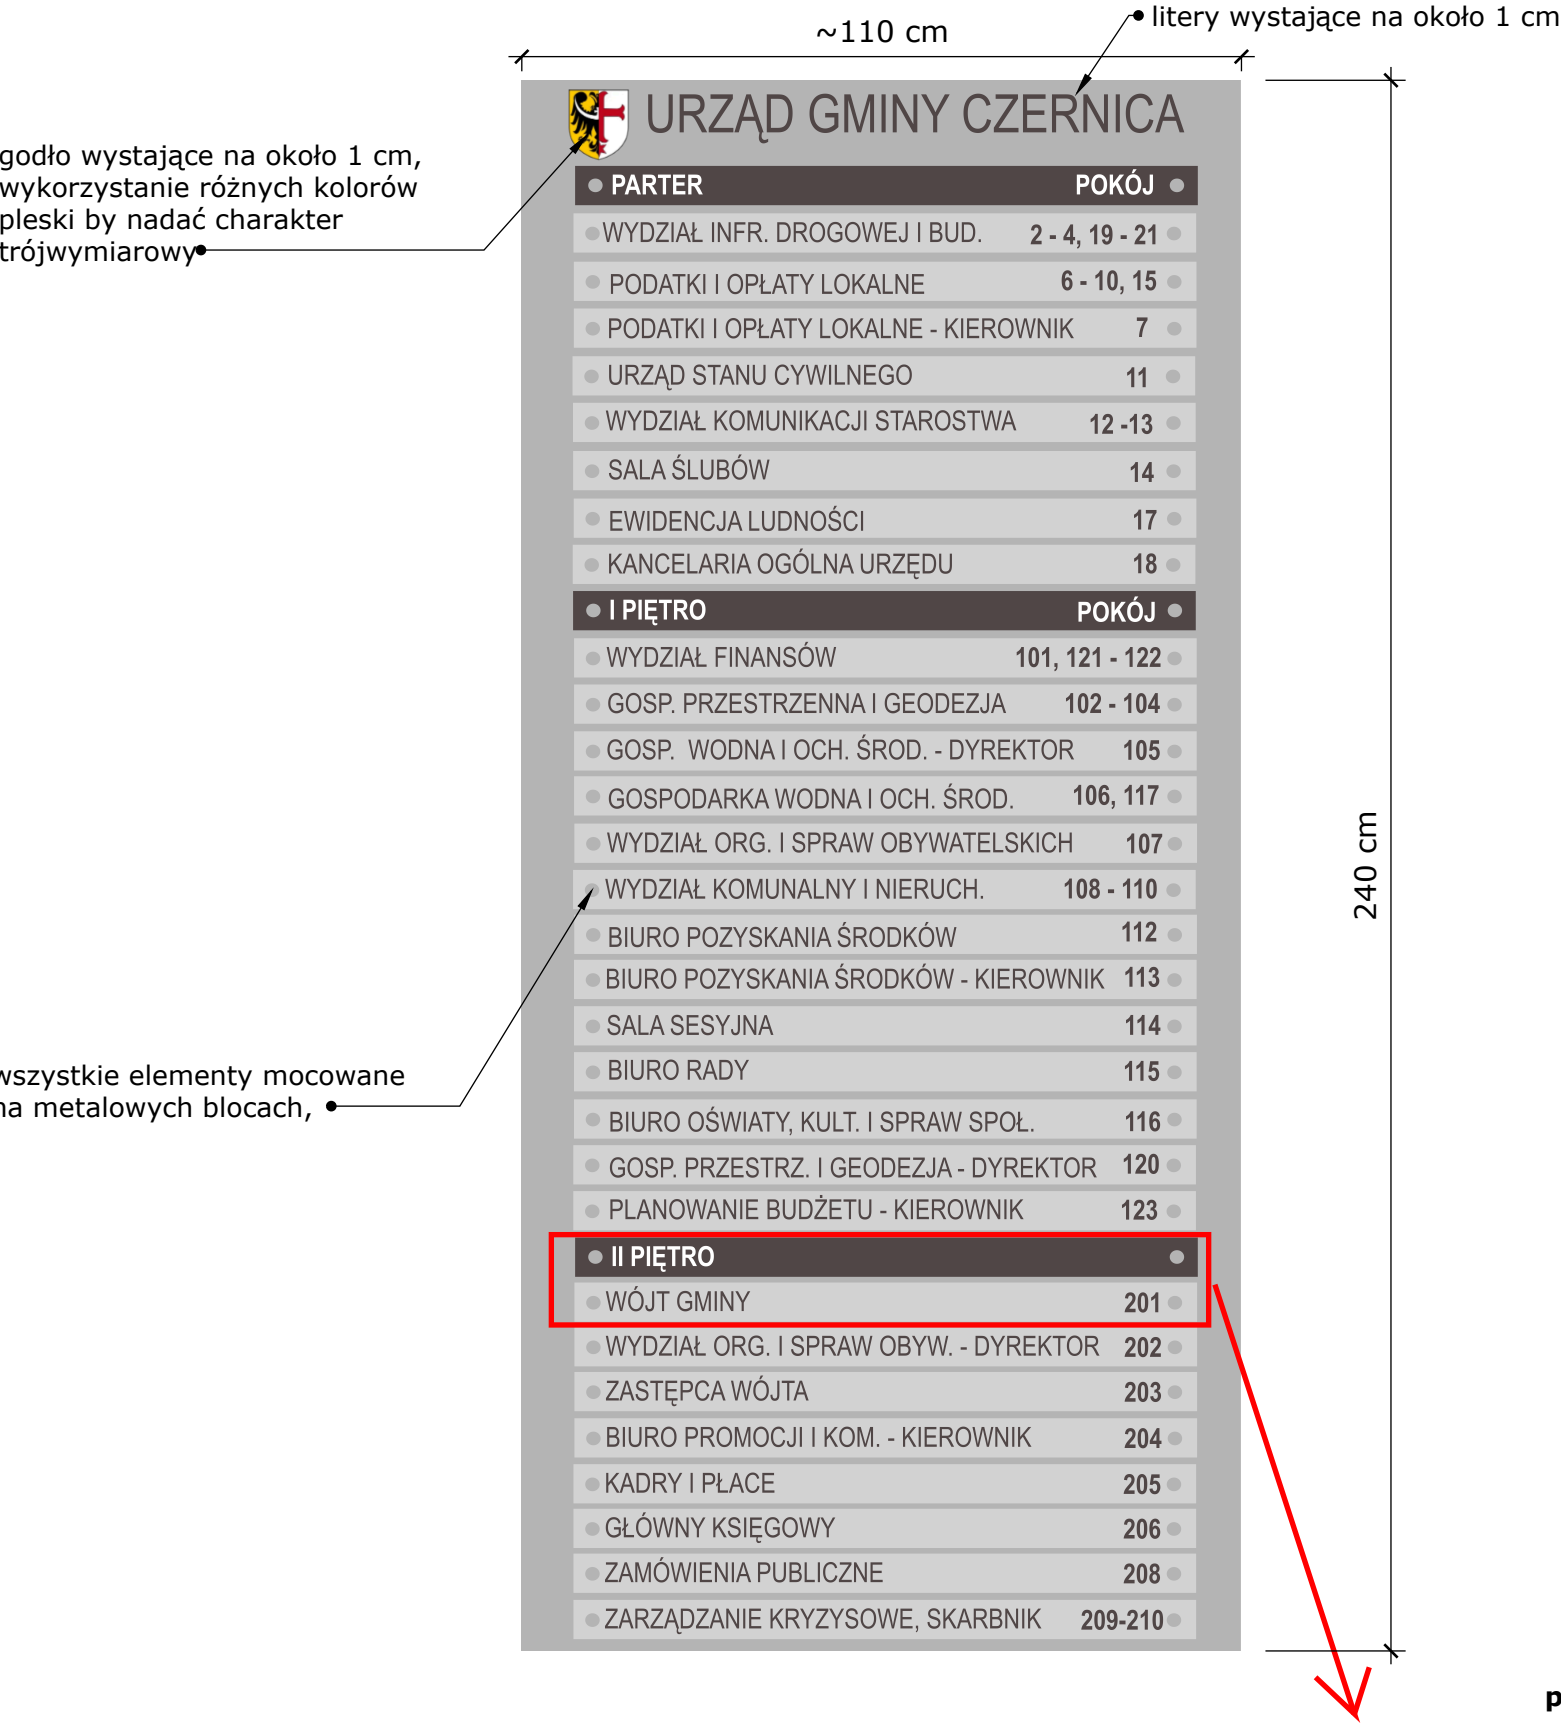 litery wystające na około 1 cm
~110 cm
URZĄD GMINY CZERNICA
godło wystające na około 1 cm,
wykorzystanie różnych kolorów
pleski by nadać charakter
trójwymiarowy
PARTER POKÓJ
WYDZIAŁ INFR. DROGOWEJ I BUD. 2 - 4, 19 - 21
PODATKI I OPŁATY LOKALNE 6 - 10, 15
PODATKI I OPŁATY LOKALNE - KIEROWNIK 7
URZĄD STANU CYWILNEGO 11
WYDZIAŁ KOMUNIKACJI STAROSTWA 12 -13
SALA ŚLUBÓW 14
EWIDENCJA LUDNOŚCI 17
KANCELARIA OGÓLNA URZĘDU 18
I PIĘTRO POKÓJ
WYDZIAŁ FINANSÓW 101, 121 - 122
GOSP. PRZESTRZENNA I GEODEZJA 102 - 104
GOSP. WODNA I OCH. ŚROD. - DYREKTOR 105
GOSPODARKA WODNA I OCH. ŚROD. 106, 117
WYDZIAŁ ORG. I SPRAW OBYWATELSKICH 107
WYDZIAŁ KOMUNALNY I NIERUCH. 108 - 110
240 cm
BIURO POZYSKANIA ŚRODKÓW 112
BIURO POZYSKANIA ŚRODKÓW - KIEROWNIK 113
SALA SESYJNA 114
BIURO RADY 115
wszystkie elementy mocowane
na metalowych blocach,
BIURO OŚWIATY, KULT. I SPRAW SPOŁ. 116
GOSP. PRZESTRZ. I GEODEZJA - DYREKTOR 120
PLANOWANIE BUDŻETU - KIEROWNIK 123
II PIĘTRO
WÓJT GMINY 201
WYDZIAŁ ORG. I SPRAW OBYW. - DYREKTOR 202
ZASTĘPCA WÓJTA 203
BIURO PROMOCJI I KOM. - KIEROWNIK 204
KADRY I PŁACE 205
GŁÓWNY KSIĘGOWY 206
ZAMÓWIENIA PUBLICZNE 208
ZARZĄDZANIE KRYZYSOWE, SKARBNIK 209-210